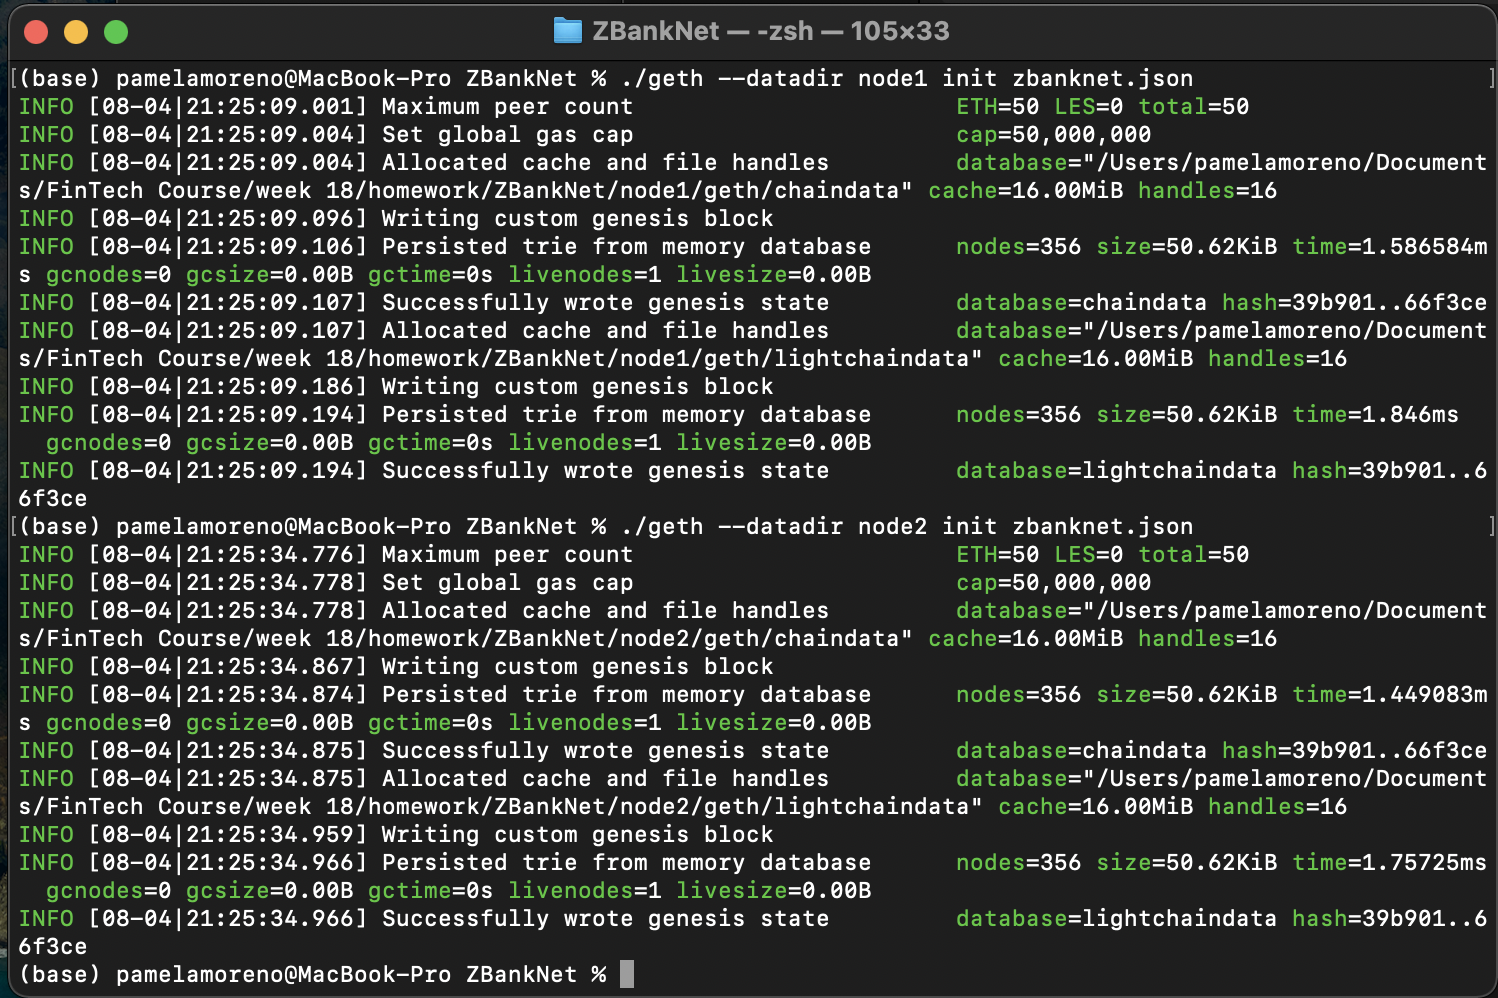 ZBankNet — -zsh — 105×33
(base) pamelamoreno@MacBook-Pro ZBankNet % ./geth --datadir node1 init zbanknet.json
INFO [08-04|21:25:09.001] Maximum peer count                       ETH=50 LES=0 total=50
INFO [08-04|21:25:09.004] Set global gas cap                       cap=50,000,000
INFO [08-04|21:25:09.004] Allocated cache and file handles         database="/Users/pamelamoreno/Document
s/FinTech Course/week 18/homework/ZBankNet/node1/geth/chaindata" cache=16.00MiB handles=16
INFO [08-04|21:25:09.096] Writing custom genesis block
INFO [08-04|21:25:09.106] Persisted trie from memory database      nodes=356 size=50.62KiB time=1.586584m
s gcnodes=0 gcsize=0.00B gctime=0s livenodes=1 livesize=0.00B
INFO [08-04|21:25:09.107] Successfully wrote genesis state         database=chaindata hash=39b901..66f3ce
INFO [08-04|21:25:09.107] Allocated cache and file handles         database="/Users/pamelamoreno/Document
s/FinTech Course/week 18/homework/ZBankNet/node1/geth/lightchaindata" cache=16.00MiB handles=16
INFO [08-04|21:25:09.186] Writing custom genesis block
INFO [08-04|21:25:09.194] Persisted trie from memory database      nodes=356 size=50.62KiB time=1.846ms
  gcnodes=0 gcsize=0.00B gctime=0s livenodes=1 livesize=0.00B
INFO [08-04|21:25:09.194] Successfully wrote genesis state         database=lightchaindata hash=39b901..6
6f3ce
(base) pamelamoreno@MacBook-Pro ZBankNet % ./geth --datadir node2 init zbanknet.json
INFO [08-04|21:25:34.776] Maximum peer count                       ETH=50 LES=0 total=50
INFO [08-04|21:25:34.778] Set global gas cap                       cap=50,000,000
INFO [08-04|21:25:34.778] Allocated cache and file handles         database="/Users/pamelamoreno/Document
s/FinTech Course/week 18/homework/ZBankNet/node2/geth/chaindata" cache=16.00MiB handles=16
INFO [08-04|21:25:34.867] Writing custom genesis block
INFO [08-04|21:25:34.874] Persisted trie from memory database      nodes=356 size=50.62KiB time=1.449083m
s gcnodes=0 gcsize=0.00B gctime=0s livenodes=1 livesize=0.00B
INFO [08-04|21:25:34.875] Successfully wrote genesis state         database=chaindata hash=39b901..66f3ce
INFO [08-04|21:25:34.875] Allocated cache and file handles         database="/Users/pamelamoreno/Document
s/FinTech Course/week 18/homework/ZBankNet/node2/geth/lightchaindata" cache=16.00MiB handles=16
INFO [08-04|21:25:34.959] Writing custom genesis block
INFO [08-04|21:25:34.966] Persisted trie from memory database      nodes=356 size=50.62KiB time=1.75725ms
  gcnodes=0 gcsize=0.00B gctime=0s livenodes=1 livesize=0.00B
INFO [08-04|21:25:34.966] Successfully wrote genesis state         database=lightchaindata hash=39b901..6
6f3ce
(base) pamelamoreno@MacBook-Pro ZBankNet %